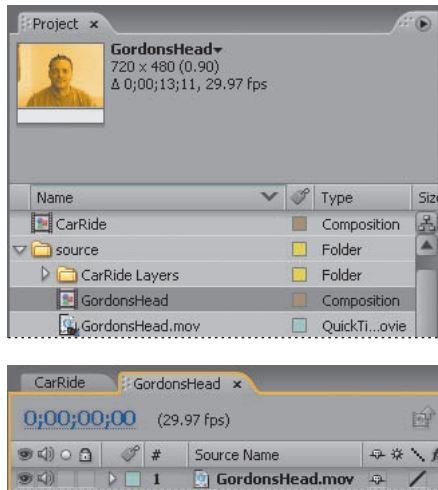 Project ×
GordonsHead
720 x 480 (0.90)
Δ 0;00;13;11, 29.97 fps
Name Type Size
CarRide Composition
source Folder
CarRide Layers Folder
GordonsHead Composition
GordonsHead.mov QuickTi...ovie
CarRide GordonsHead ×
0;00;00;00 (29.97 fps)
# Source Name
1 GordonsHead.mov